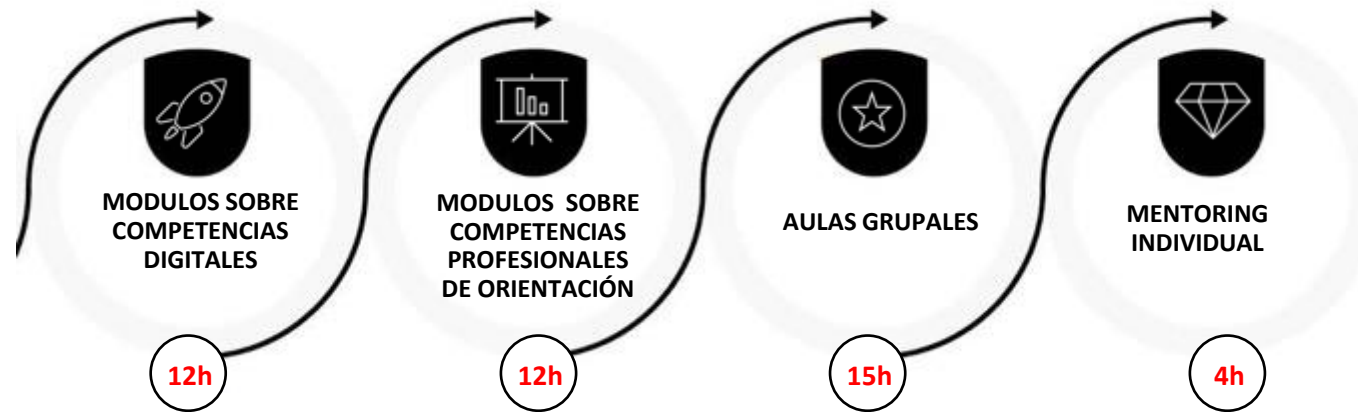 MODULOS SOBRE
COMPETENCIAS
DIGITALES
12h
MODULOS SOBRE
COMPETENCIAS
PROFESIONALES
DE ORIENTACIÓN
12h
AULAS GRUPALES
15h
MENTORING
INDIVIDUAL
4h